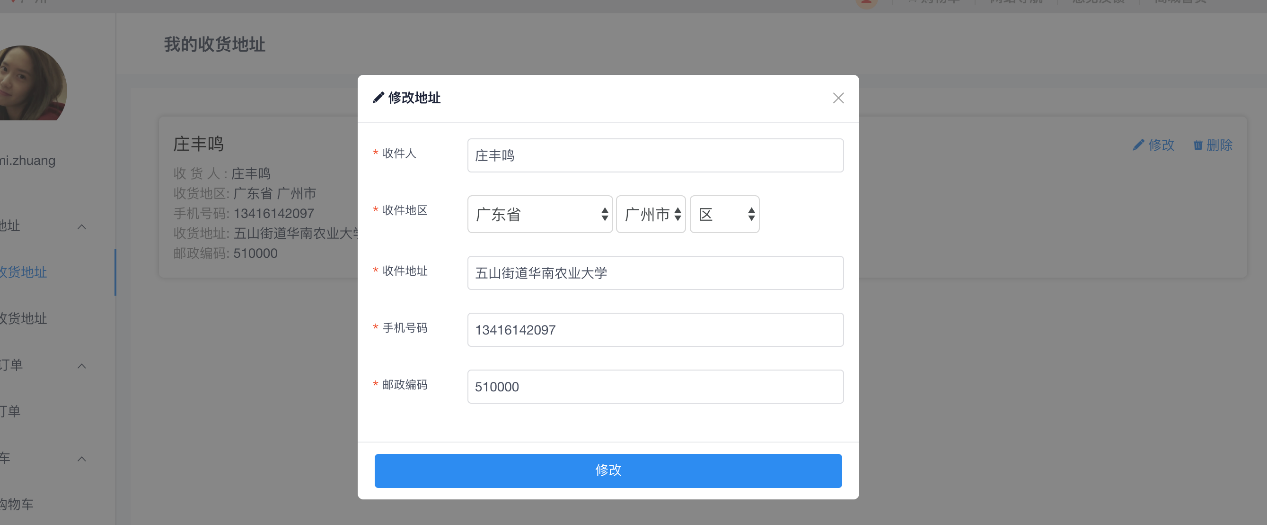 我的收货地址
mi.zhuang
地址
收货地址
收货地址
订单
订单
车
购物车
庄丰鸣
修改 删除
收 货 人 : 庄丰鸣
收货地区: 广东省 广州市
手机号码: 13416142097
收货地址: 五山街道华南农业大学
邮政编码: 510000
修改地址
* 收件人 庄丰鸣
* 收件地区 广东省 广州市 区
* 收件地址 五山街道华南农业大学
* 手机号码 13416142097
* 邮政编码 510000
修改